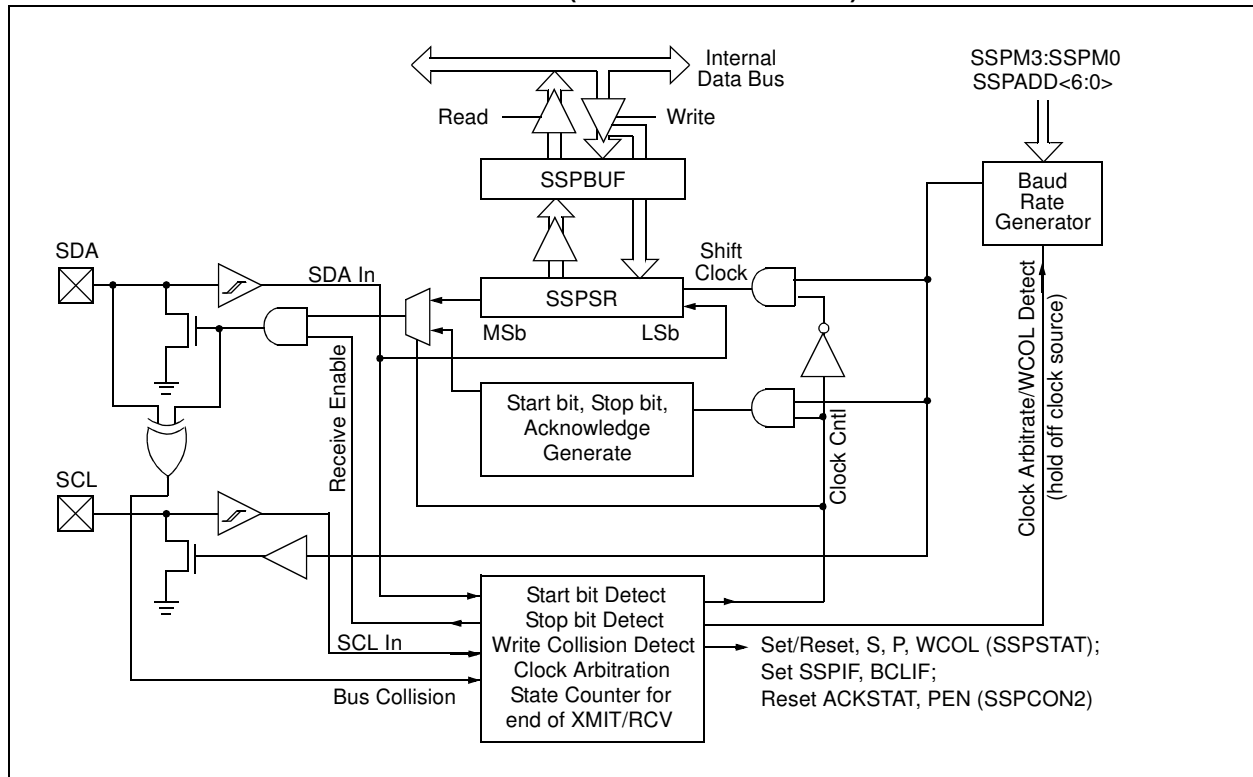 Internal
Data Bus
SSPM3:SSPM0
SSPADD<6:0>
Read
Write
SSPBUF
Baud
Rate
Generator
SDA
SDA In
Shift
Clock
SSPSR
MSb
LSb
Receive Enable
Start bit, Stop bit,
Acknowledge
Generate
Clock Cntl
Clock Arbitrate/WCOL Detect
(hold off clock source)
SCL
SCL In
Bus Collision
Start bit Detect
Stop bit Detect
Write Collision Detect
Clock Arbitration
State Counter for
end of XMIT/RCV
Set/Reset, S, P, WCOL (SSPSTAT);
Set SSPIF, BCLIF;
Reset ACKSTAT, PEN (SSPCON2)